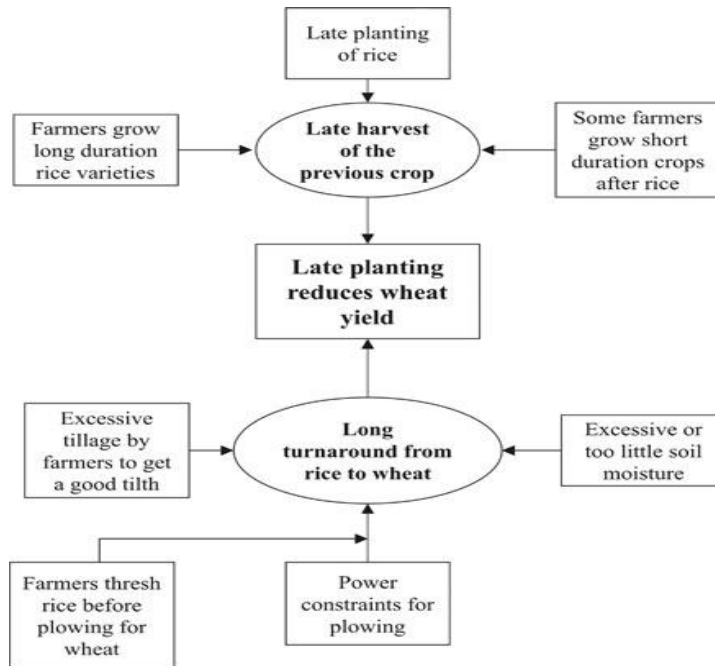 Late planting
of rice
Farmers grow
long duration
rice varieties
Late harvest
of the
previous crop
Some farmers
grow short
duration crops
after rice
Late planting
reduces wheat
yield
Excessive
tillage by
farmers to get
a good tilth
Long
turnaround from
rice to wheat
Excessive or
too little soil
moisture
Farmers thresh
rice before
plowing for
wheat
Power
constraints for
plowing